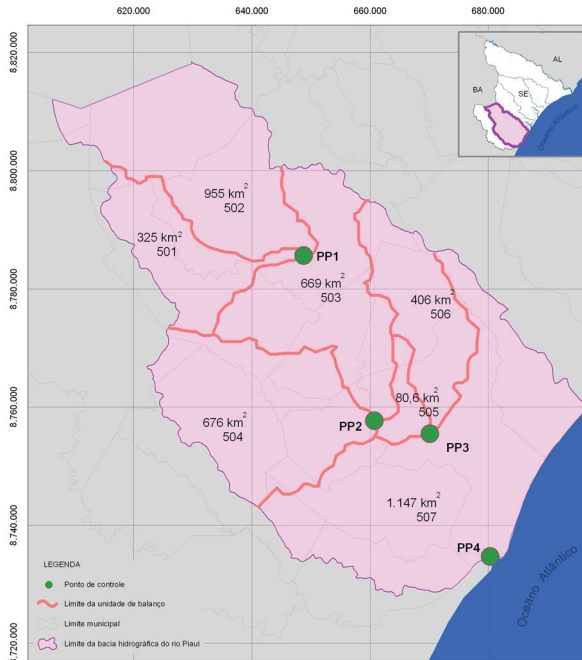 620.000 640.000 660.000 680.000
8.820.000
8.800.000
8.780.000
8.760.000
8.740.000
8.720.000
AL
BA
SE
Oceano Atlântico
955 km²
502
325 km²
501
PP1
669 km²
503
406 km²
506
80,6 km²
505
676 km²
504
PP2
PP3
1.147 km²
507
PP4
Oceano Atlântico
LEGENDA
Ponto de controle
Limite da unidade de balanço
Limite municipal
Limite da bacia hidrográfica do rio Piauí